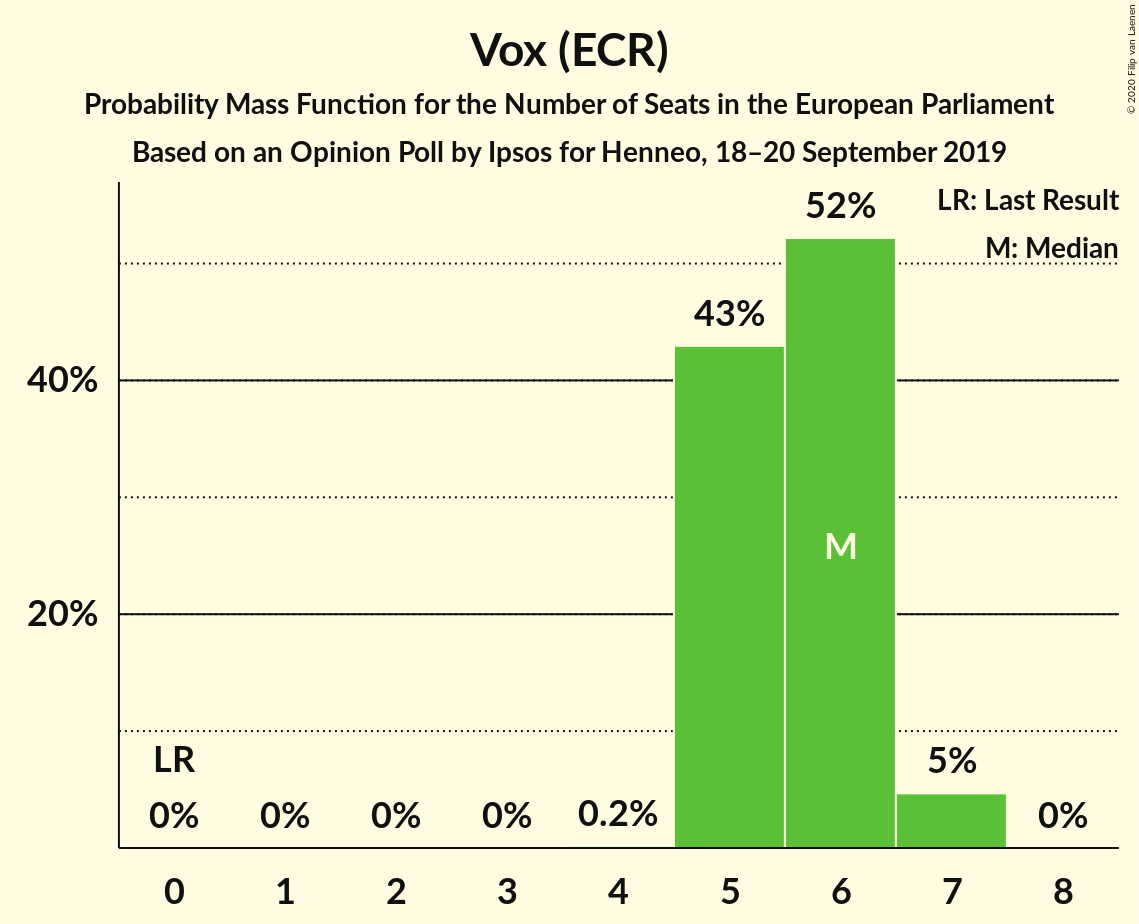 Vox (ECR)
Probability Mass Function for the Number of Seats in the European Parliament
Based on an Opinion Poll by Ipsos for Henneo, 18–20 September 2019
© 2020 Filip van Laenen
LR: Last Result
M: Median
52%
43%
40%
M
20%
LR
5%
0% 0% 0% 0% 0.2% 0%
0 1 2 3 4 5 6 7 8